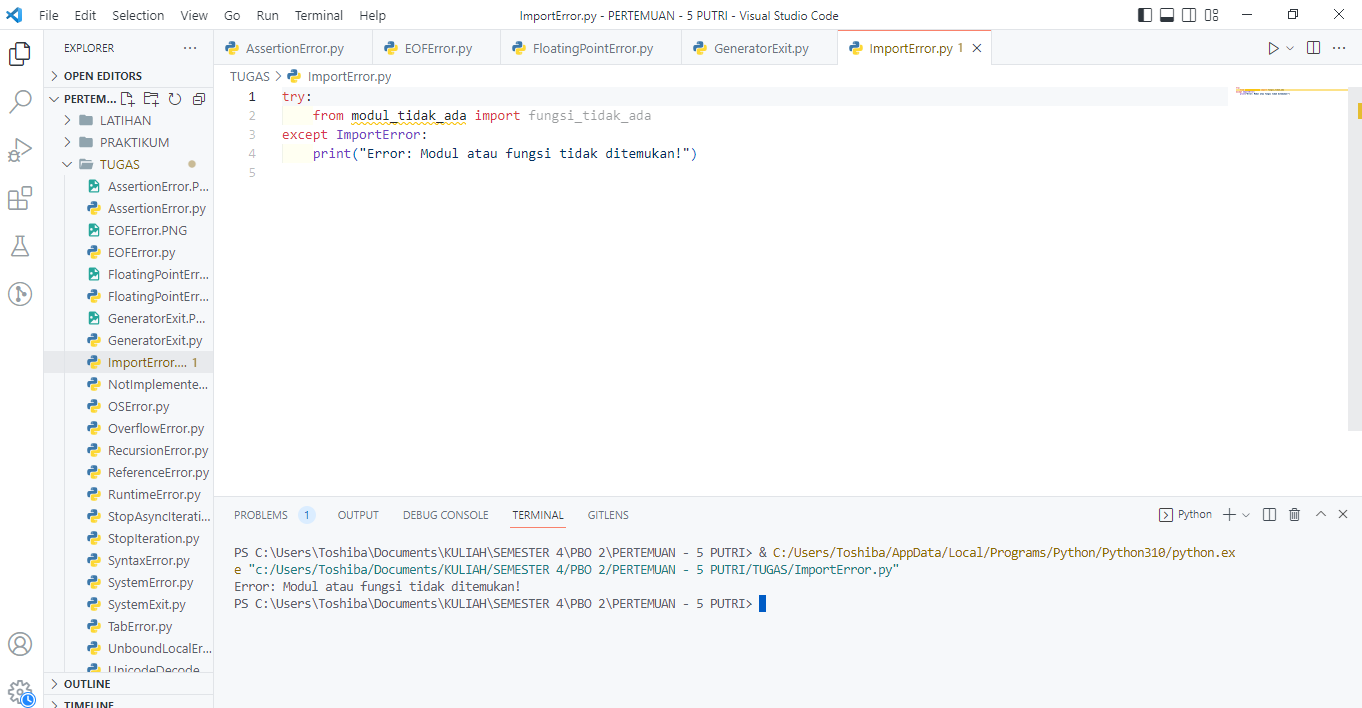 File Edit Selection View Go Run Terminal Help
ImportError.py - PERTEMUAN - 5 PUTRI - Visual Studio Code
EXPLORER
OPEN EDITORS
PERTEM...
LATIHAN
PRAKTIKUM
TUGAS
AssertionError.P...
AssertionError.py
EOFError.PNG
EOFError.py
FloatingPointErr...
FloatingPointErr...
GeneratorExit.P...
GeneratorExit.py
ImportError.... 1
NotImplemente...
OSError.py
OverflowError.py
RecursionError.py
ReferenceError.py
RuntimeError.py
StopAsyncIterati...
StopIteration.py
SyntaxError.py
SystemError.py
SystemExit.py
TabError.py
UnboundLocalEr...
UnicodeDecode
OUTLINE
TIMELINE
AssertionError.py EOFError.py FloatingPointError.py GeneratorExit.py ImportError.py 1
TUGAS > ImportError.py
1 try:
2 from modul_tidak_ada import fungsi_tidak_ada
3 except ImportError:
4 print("Error: Modul atau fungsi tidak ditemukan!")
5
PROBLEMS 1 OUTPUT DEBUG CONSOLE TERMINAL GITLENS
Python
PS C:\Users\Toshiba\Documents\KULIAH\SEMESTER 4\PBO 2\PERTEMUAN - 5 PUTRI> & C:/Users/Toshiba/AppData/Local/Programs/Python/Python310/python.ex
e "c:/Users/Toshiba/Documents/KULIAH/SEMESTER 4/PBO 2/PERTEMUAN - 5 PUTRI/TUGAS/ImportError.py"
Error: Modul atau fungsi tidak ditemukan!
PS C:\Users\Toshiba\Documents\KULIAH\SEMESTER 4\PBO 2\PERTEMUAN - 5 PUTRI>